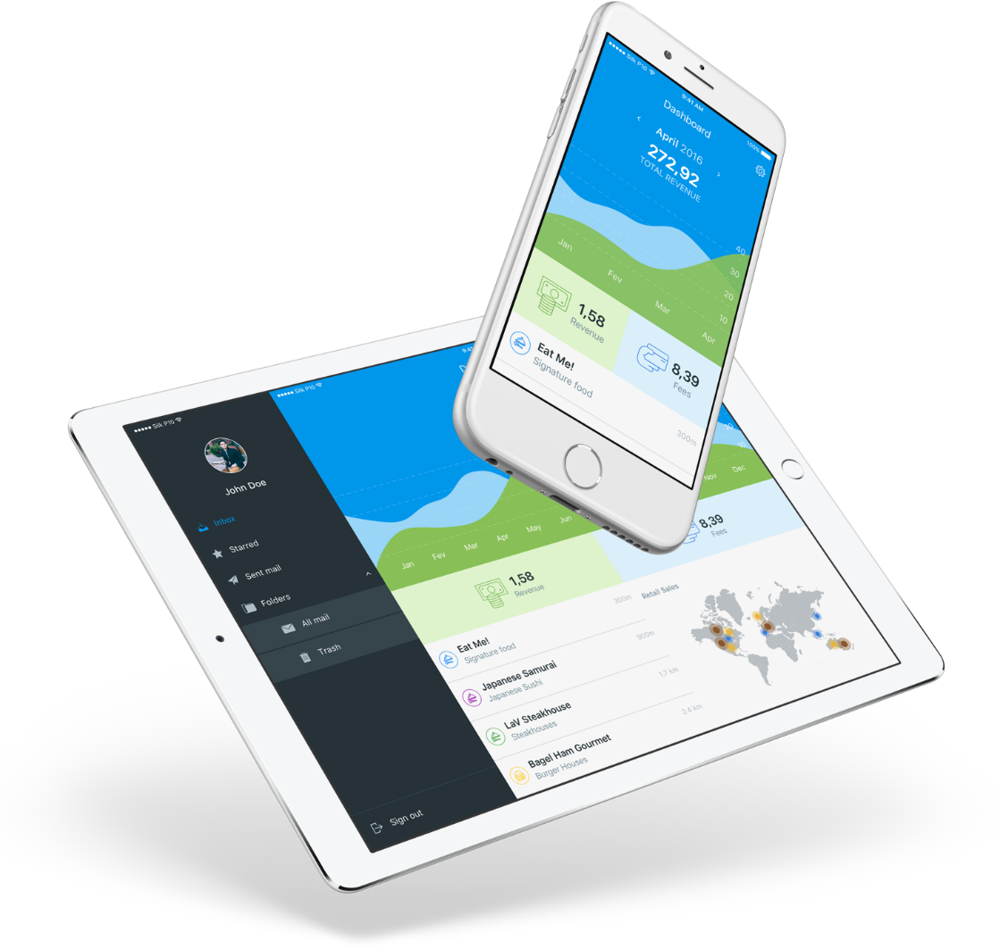 Silk P10
9:41 AM
100%
Dashboard
April 2016
272,92
TOTAL REVENUE
40
30
20
10
Jan
Fev
Mar
Apr
1,58
Revenue
8,39
Fees
Eat Me!
Signature food
300m
Silk P10
John Doe
Inbox
Starred
Sent mail
Folders
All mail
Trash
Sign out
Silk P10
9:41
Jan
Fev
Mar
Apr
May
Jun
Nov
Dec
1,58
Revenue
8,39
Fees
Eat Me!
Signature food
300m
Japanese Samurai
Japanese Sushi
900m
LaV Steakhouse
Steakhouses
1.7 km
Bagel Ham Gourmet
Burger Houses
2.4 km
Retail Sales